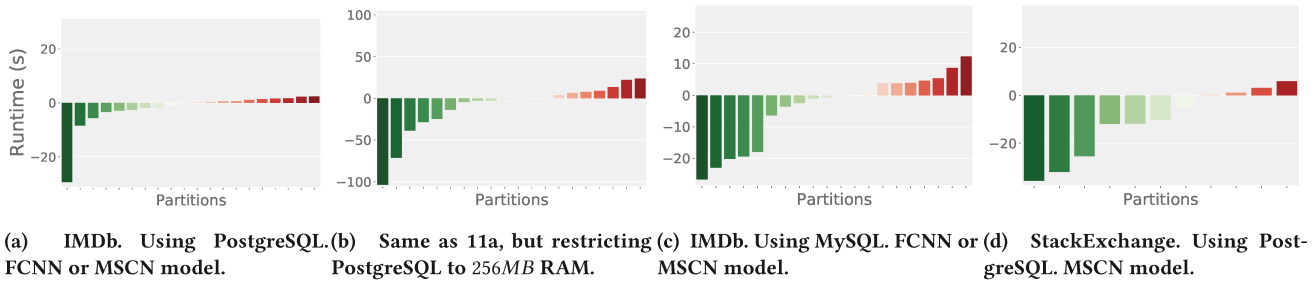 Runtime (s)
20
0
−20
Partitions
100
50
0
−50
−100
Partitions
20
10
0
−10
−20
Partitions
20
0
−20
Partitions
(a) IMDb. Using PostgreSQL.
FCNN or MSCN model.
(b) Same as 11a, but restricting
PostgreSQL to 256MB RAM.
(c) IMDb. Using MySQL. FCNN or
MSCN model.
(d) StackExchange. Using Post-
greSQL. MSCN model.